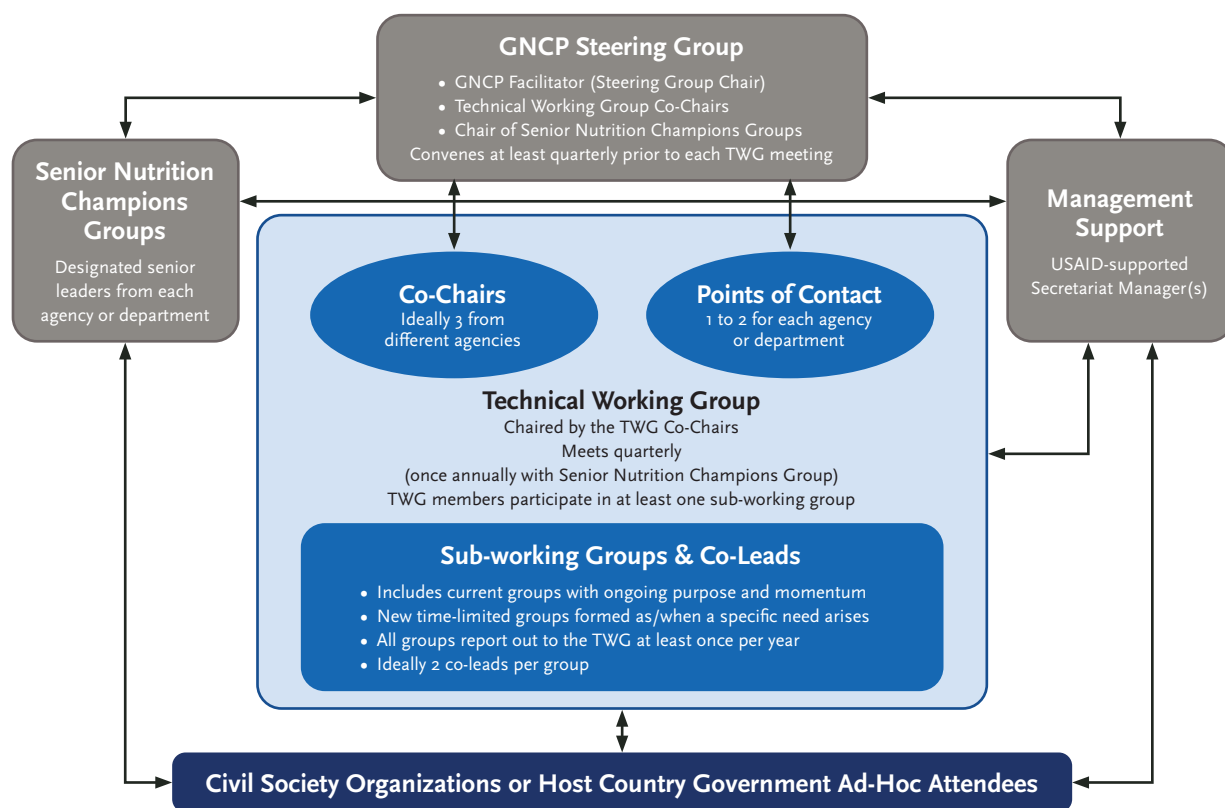 GNCP Steering Group
• GNCP Facilitator (Steering Group Chair)
• Technical Working Group Co-Chairs
• Chair of Senior Nutrition Champions Groups
Convenes at least quarterly prior to each TWG meeting
Senior Nutrition
Champions
Groups
Designated senior
leaders from each
agency or department
Management
Support
USAID-supported
Secretariat Manager(s)
Co-Chairs
Ideally 3 from
different agencies
Points of Contact
1 to 2 for each agency
or department
Technical Working Group
Chaired by the TWG Co-Chairs
Meets quarterly
(once annually with Senior Nutrition Champions Group)
TWG members participate in at least one sub-working group
Sub-working Groups & Co-Leads
• Includes current groups with ongoing purpose and momentum
• New time-limited groups formed as/when a specific need arises
• All groups report out to the TWG at least once per year
• Ideally 2 co-leads per group
Civil Society Organizations or Host Country Government Ad-Hoc Attendees